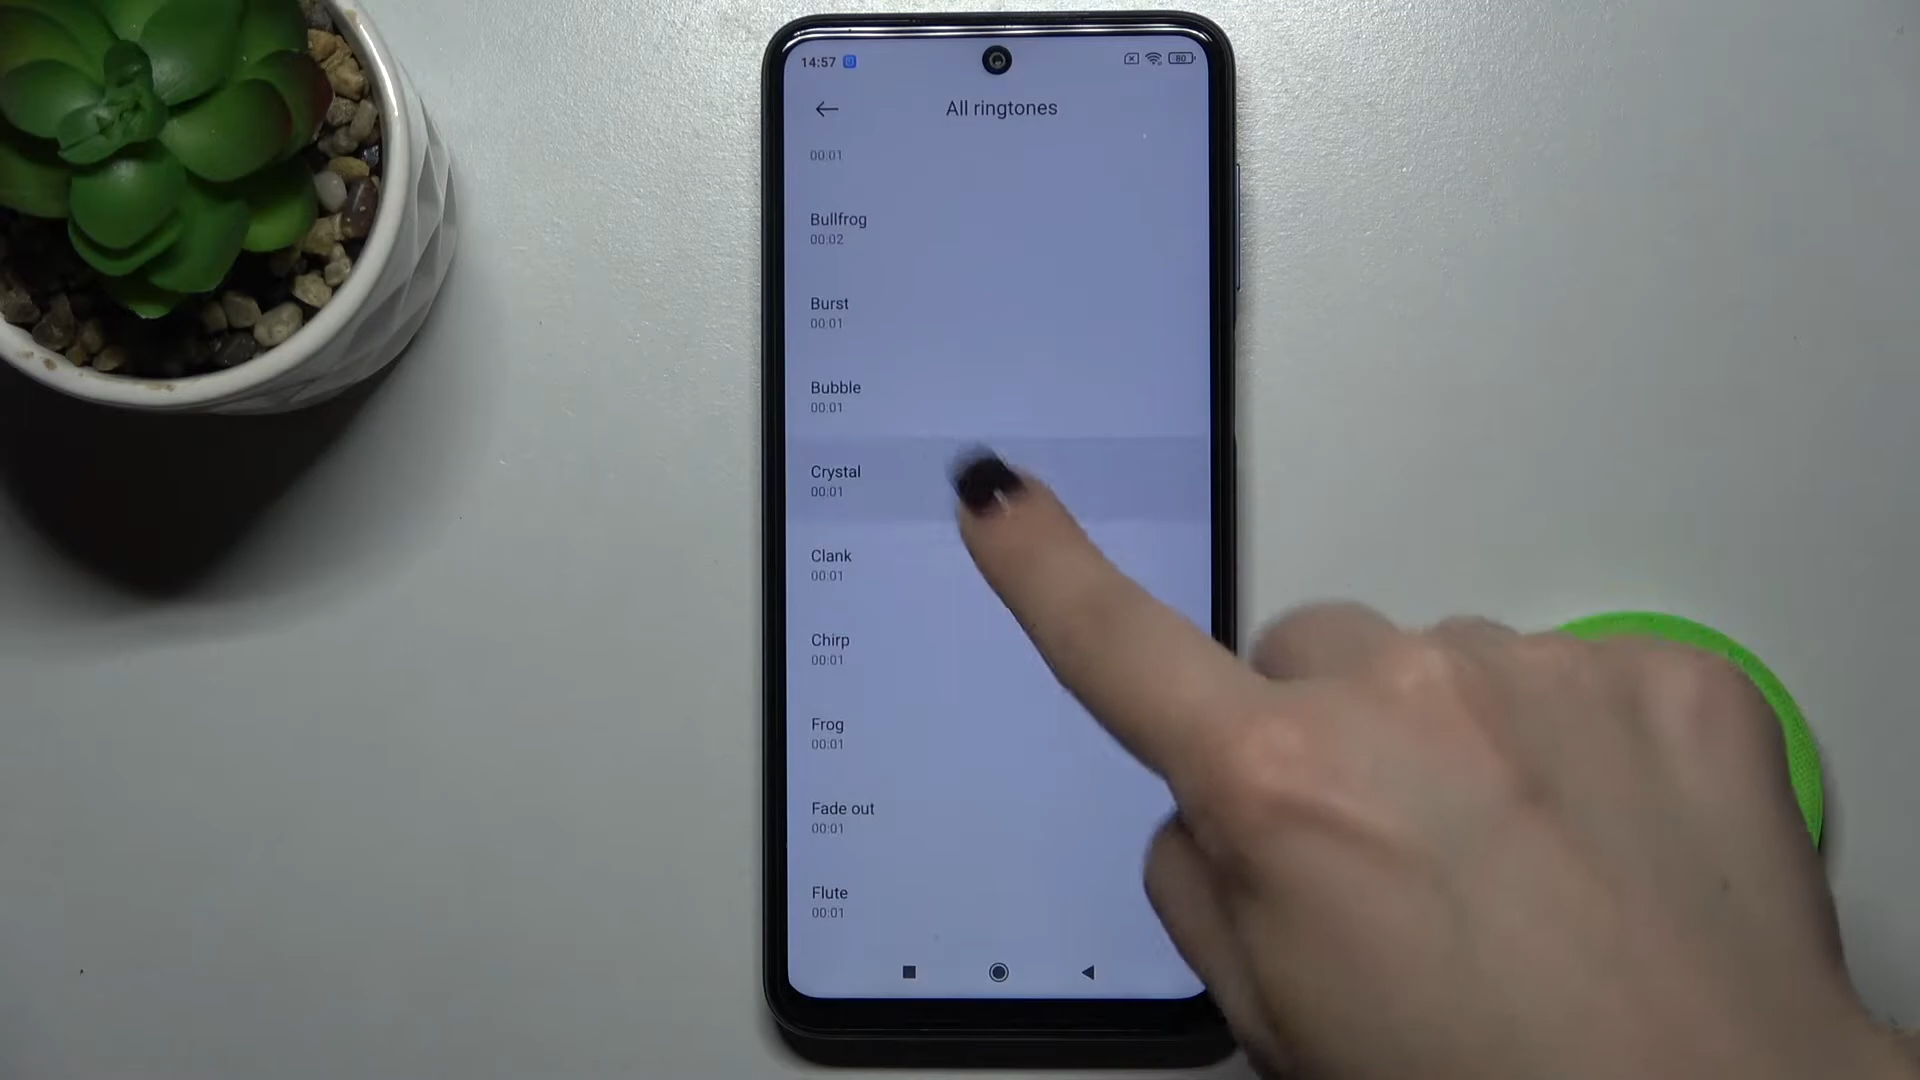 14:57
80
All ringtones
00:01
Bullfrog
00:02
Burst
00:01
Bubble
00:01
Crystal
00:01
Clank
00:01
Chirp
00:01
Frog
00:01
Fade out
00:01
Flute
00:01